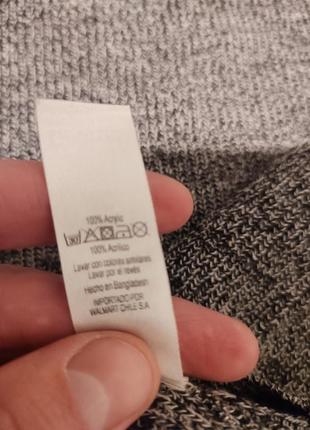 100% Acrylic
100% Acrílico
Lavar con colores similares
Lavar por el revés
Hecho en Bangladesh
IMPORTADO POR
WALMART CHILE S.A